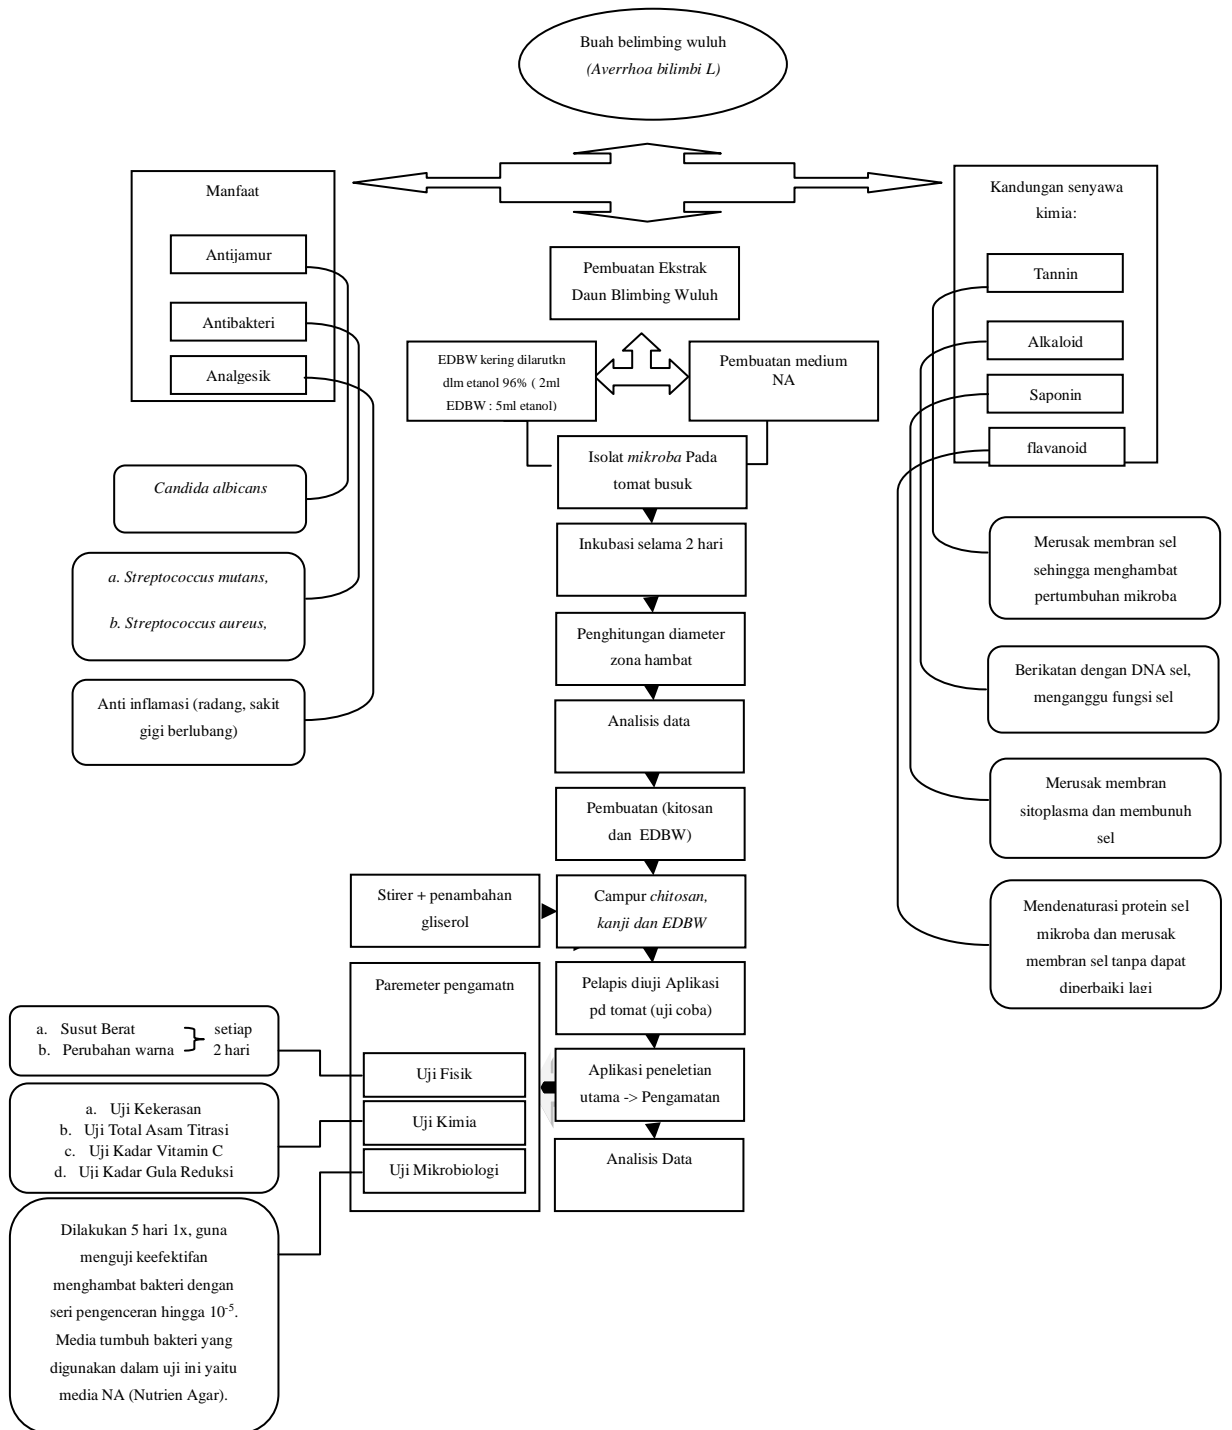 Buah belimbing wuluh
(Averrhoa bilimbi L)
Manfaat
Antijamur
Antibakteri
Analgesik
Candida albicans
a. Streptococcus mutans,
b. Streptococcus aureus,
Anti inflamasi (radang, sakit
gigi berlubang)
Pembuatan Ekstrak
Daun Blimbing Wuluh
EDBW kering dilarutkn
dlm etanol 96% ( 2ml
EDBW : 5ml etanol)
Pembuatan medium
NA
Isolat mikroba Pada
tomat busuk
Inkubasi selama 2 hari
Penghitungan diameter
zona hambat
Analisis data
Pembuatan (kitosan
dan EDBW)
Stirer + penambahan
gliserol
Campur chitosan,
kanji dan EDBW
Pelapis diuji Aplikasi
pd tomat (uji coba)
Aplikasi peneletian
utama -> Pengamatan
Analisis Data
Kandungan senyawa
kimia:
Tannin
Alkaloid
Saponin
flavanoid
Merusak membran sel
sehingga menghambat
pertumbuhan mikroba
Berikatan dengan DNA sel,
menganggu fungsi sel
Merusak membran
sitoplasma dan membunuh
sel
Mendenaturasi protein sel
mikroba dan merusak
membran sel tanpa dapat
diperbaiki lagi
Paremeter pengamatn
Uji Fisik
Uji Kimia
Uji Mikrobiologi
a. Susut Berat setiap
b. Perubahan warna 2 hari
a. Uji Kekerasan
b. Uji Total Asam Titrasi
c. Uji Kadar Vitamin C
d. Uji Kadar Gula Reduksi
Dilakukan 5 hari 1x, guna
menguji keefektifan
menghambat bakteri dengan
seri pengenceran hingga 10⁻⁵.
Media tumbuh bakteri yang
digunakan dalam uji ini yaitu
media NA (Nutrien Agar).